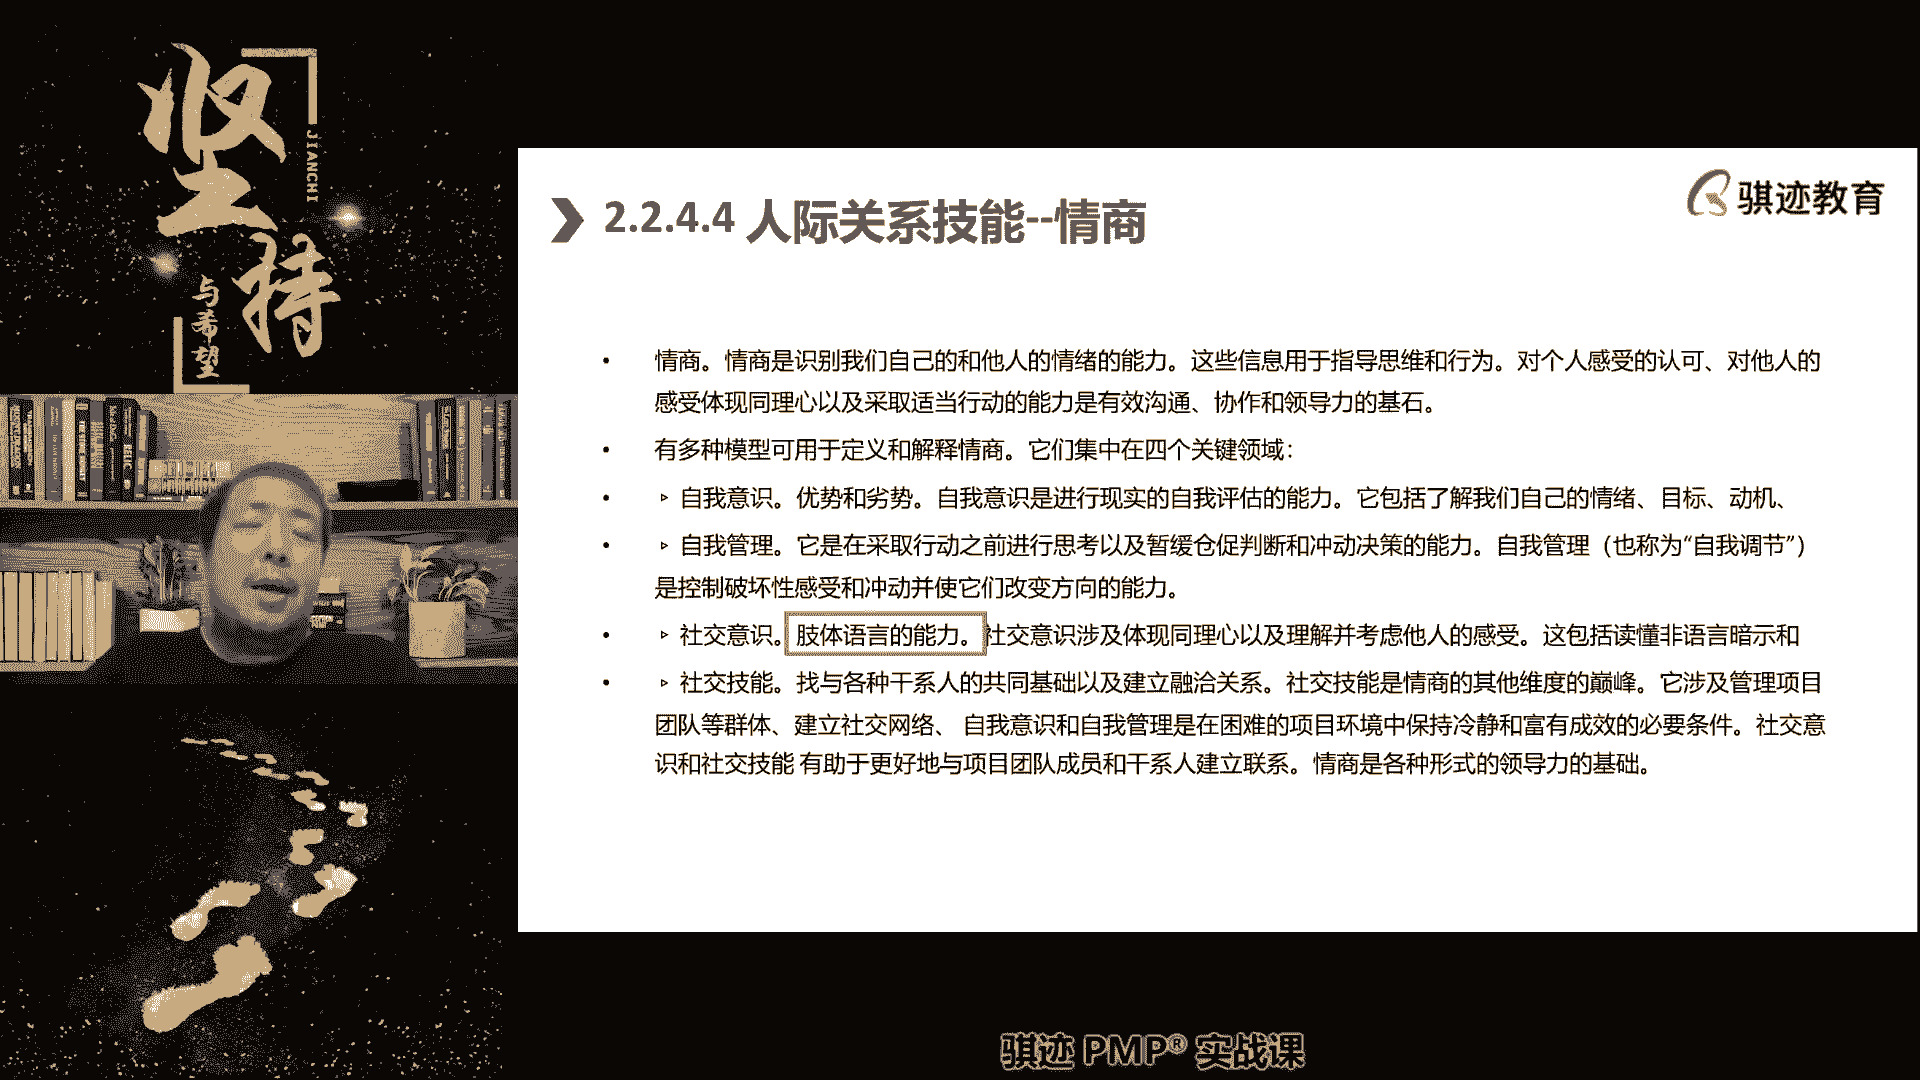 坚持
JIANCHI
与希望
骐迹教育
2.2.4.4 人际关系技能--情商
• 情商。情商是识别我们自己的和他人的情绪的能力。这些信息用于指导思维和行为。对个人感受的认可、对他人的
感受体现同理心以及采取适当行动的能力是有效沟通、协作和领导力的基石。
• 有多种模型可用于定义和解释情商。它们集中在四个关键领域：
• ▹ 自我意识。优势和劣势。自我意识是进行现实的自我评估的能力。它包括了解我们自己的情绪、目标、动机、
• ▹ 自我管理。它是在采取行动之前进行思考以及暂缓仓促判断和冲动决策的能力。自我管理（也称为“自我调节”）
是控制破坏性感受和冲动并使它们改变方向的能力。
• ▹ 社交意识。肢体语言的能力。社交意识涉及体现同理心以及理解并考虑他人的感受。这包括读懂非语言暗示和
• ▹ 社交技能。找与各种干系人的共同基础以及建立融洽关系。社交技能是情商的其他维度的巅峰。它涉及管理项目
团队等群体、建立社交网络、 自我意识和自我管理是在困难的项目环境中保持冷静和富有成效的必要条件。社交意
识和社交技能 有助于更好地与项目团队成员和干系人建立联系。情商是各种形式的领导力的基础。
骐迹 PMP® 实战课